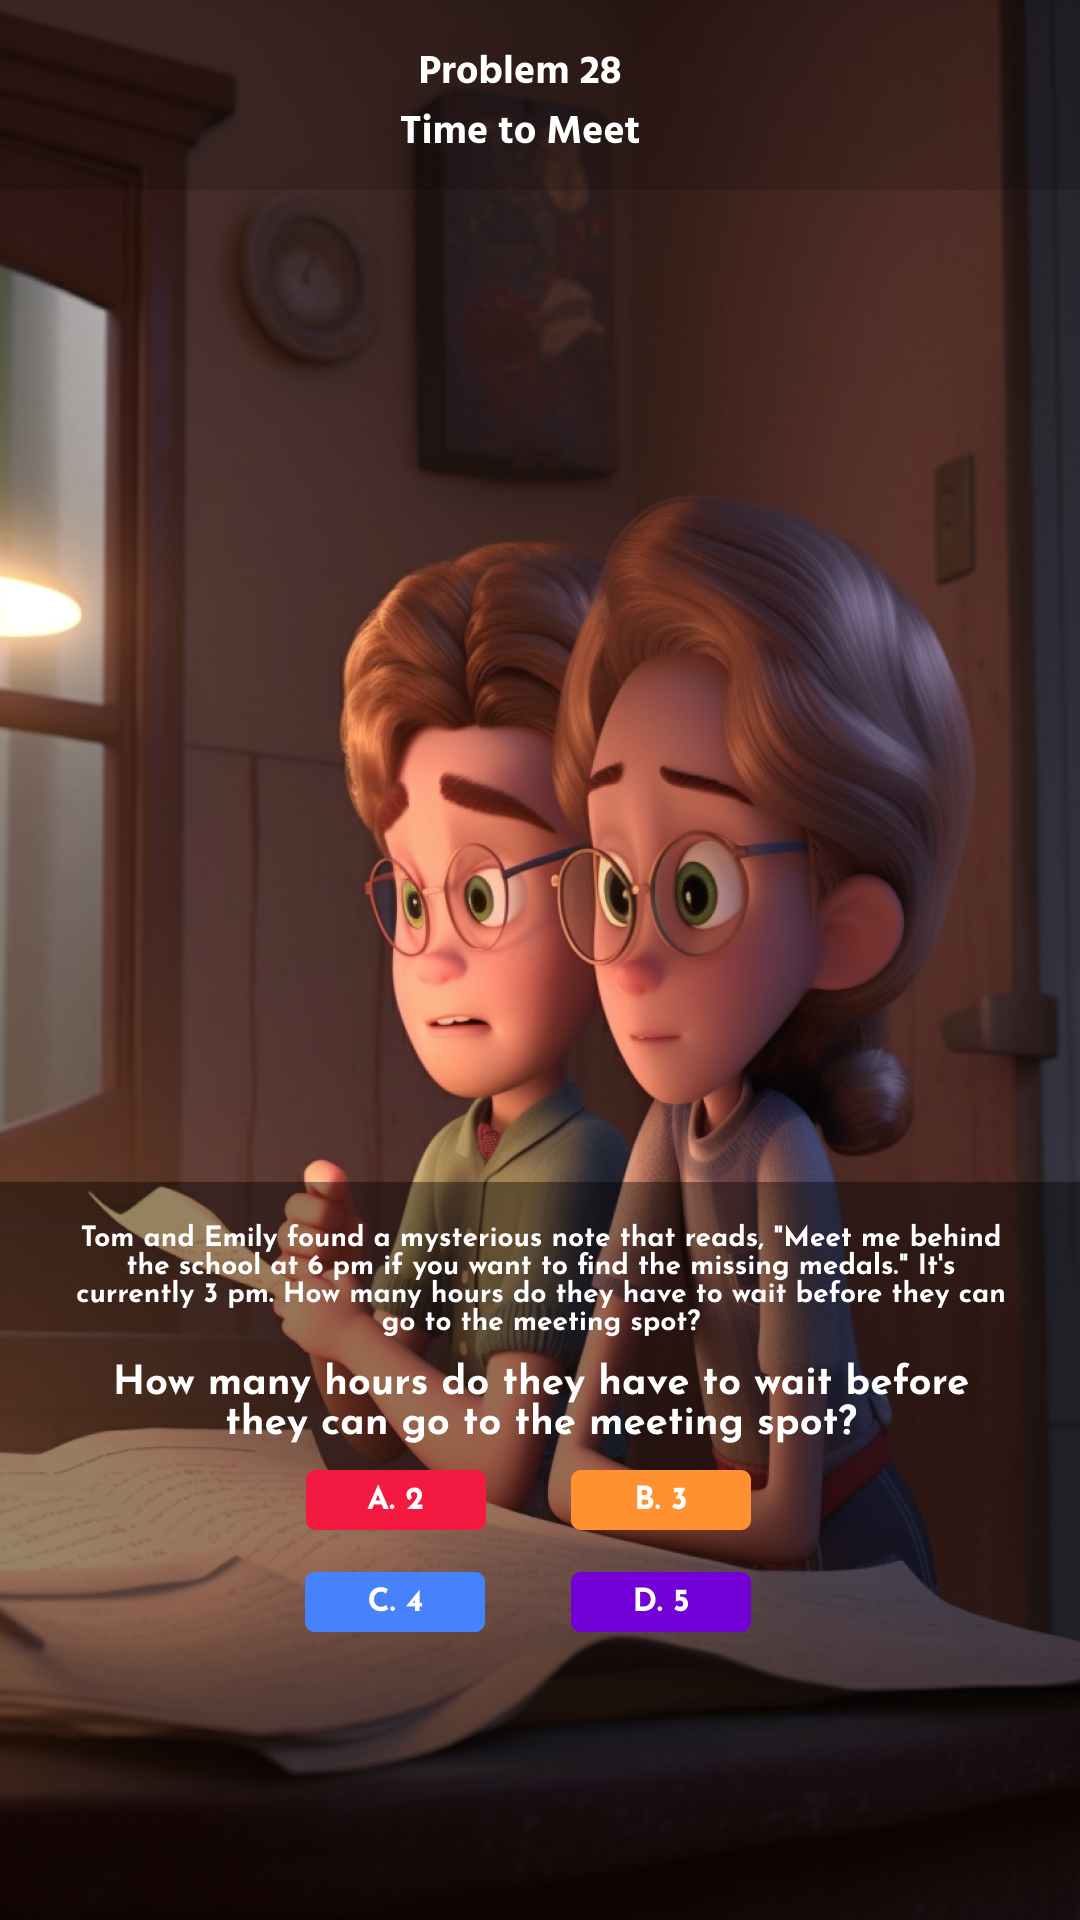 Problem 28
Time to Meet
Tom and Emily found a mysterious note that reads, "Meet me behind
the school at 6 pm if you want to find the missing medals." It's
currently 3 pm. How many hours do they have to wait before they can
go to the meeting spot?
How many hours do they have to wait before
they can go to the meeting spot?
A. 2
B. 3
C. 4
D. 5